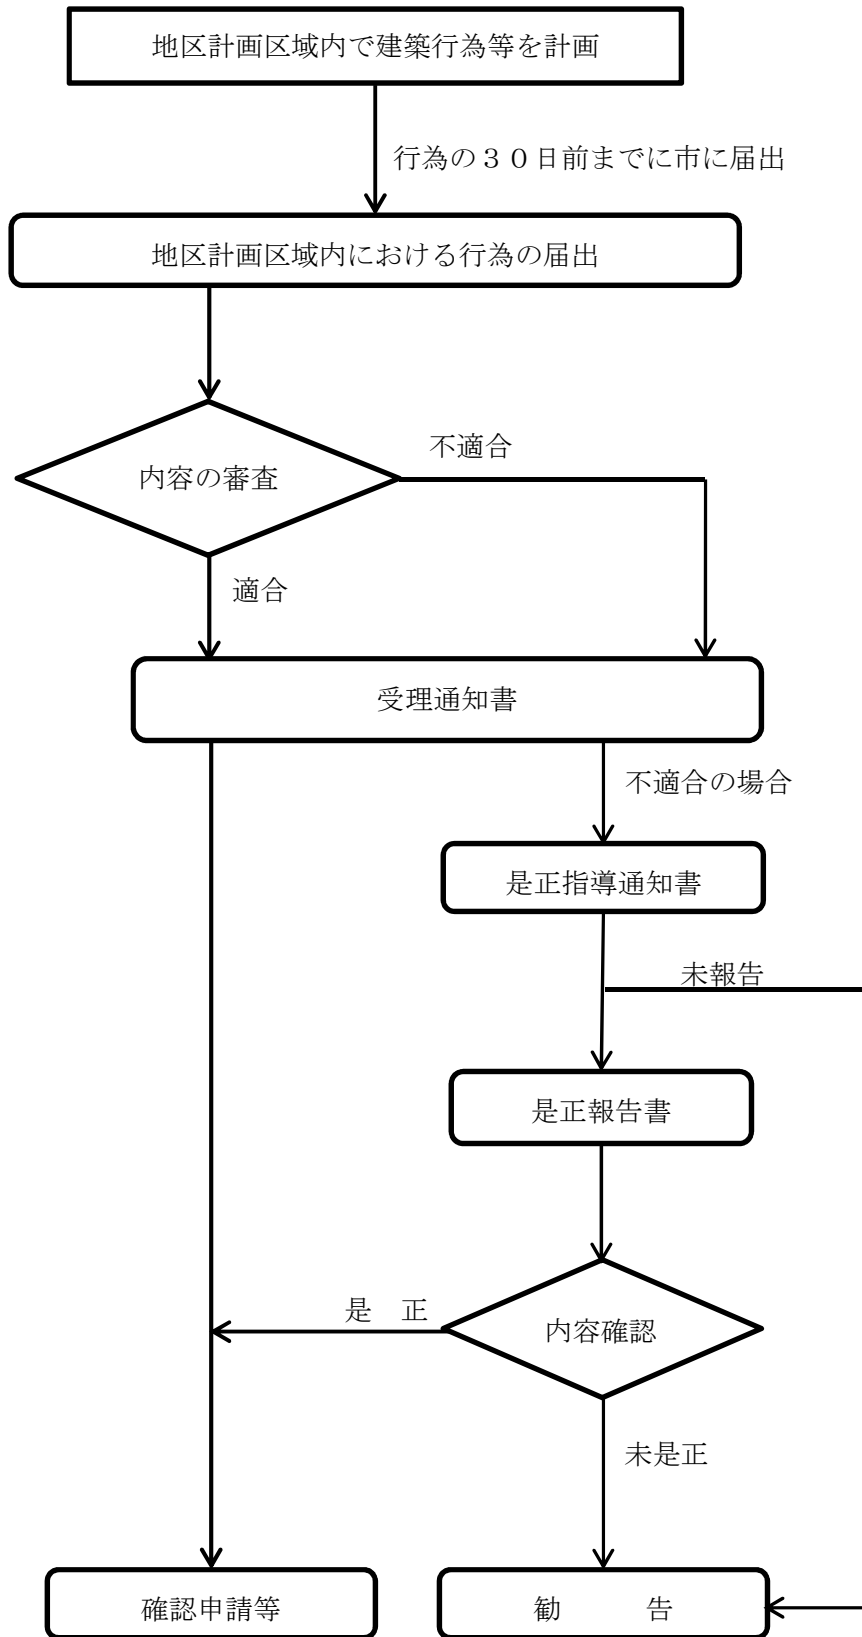 地区計画区域内で建築行為等を計画
行為の３０日前までに市に届出
地区計画区域内における行為の届出
不適合
内容の審査
適合
受理通知書
不適合の場合
是正指導通知書
未報告
是正報告書
是　正
内容確認
未是正
確認申請等
勧　　　告